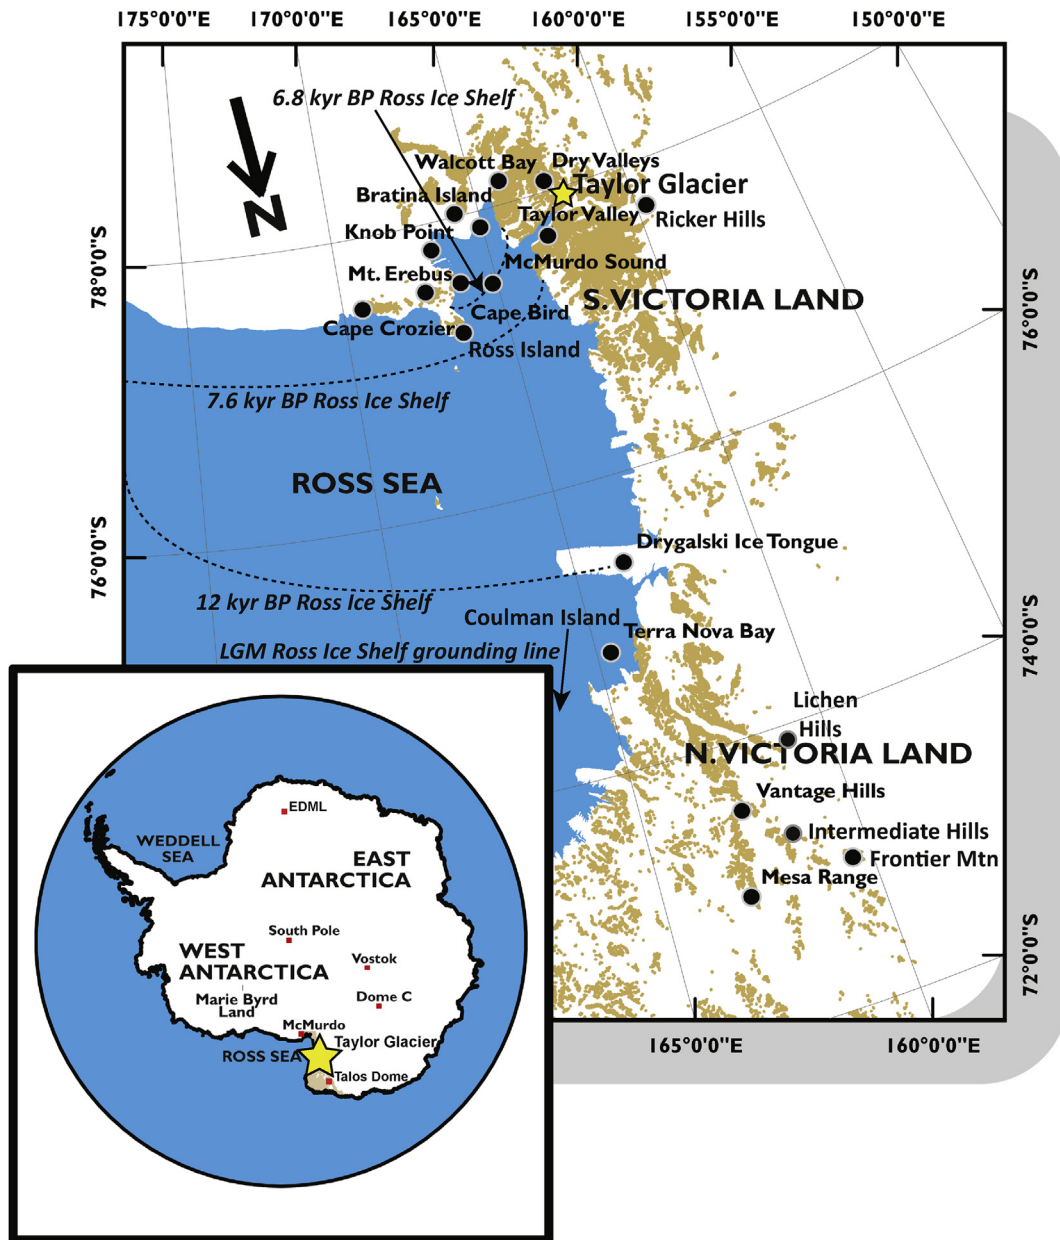 175°0'0"E
170°0'0"E
165°0'0"E
160°0'0"E
155°0'0"E
150°0'0"E
6.8 kyr BP Ross Ice Shelf
Walcott Bay
Dry Valleys
Taylor Glacier
Bratina Island
Taylor Valley
Ricker Hills
Knob Point
McMurdo Sound
78°0'0"S
Mt. Erebus
S.VICTORIA LAND
76°0'0"S
Cape Bird
Cape Crozier
Ross Island
7.6 kyr BP Ross Ice Shelf
ROSS SEA
Drygalski Ice Tongue
76°0'0"S
12 kyr BP Ross Ice Shelf
Coulman Island
Terra Nova Bay
74°0'0"S
LGM Ross Ice Shelf grounding line
Lichen
Hills
N.VICTORIA LAND
Vantage Hills
Intermediate Hills
Frontier Mtn
Mesa Range
72°0'0"S
165°0'0"E
160°0'0"E
N
EDML
WEDDELL
SEA
EAST
ANTARCTICA
South Pole
WEST
ANTARCTICA
Vostok
Marie Byrd
Land
Dome C
McMurdo
Taylor Glacier
ROSS SEA
Talos Dome